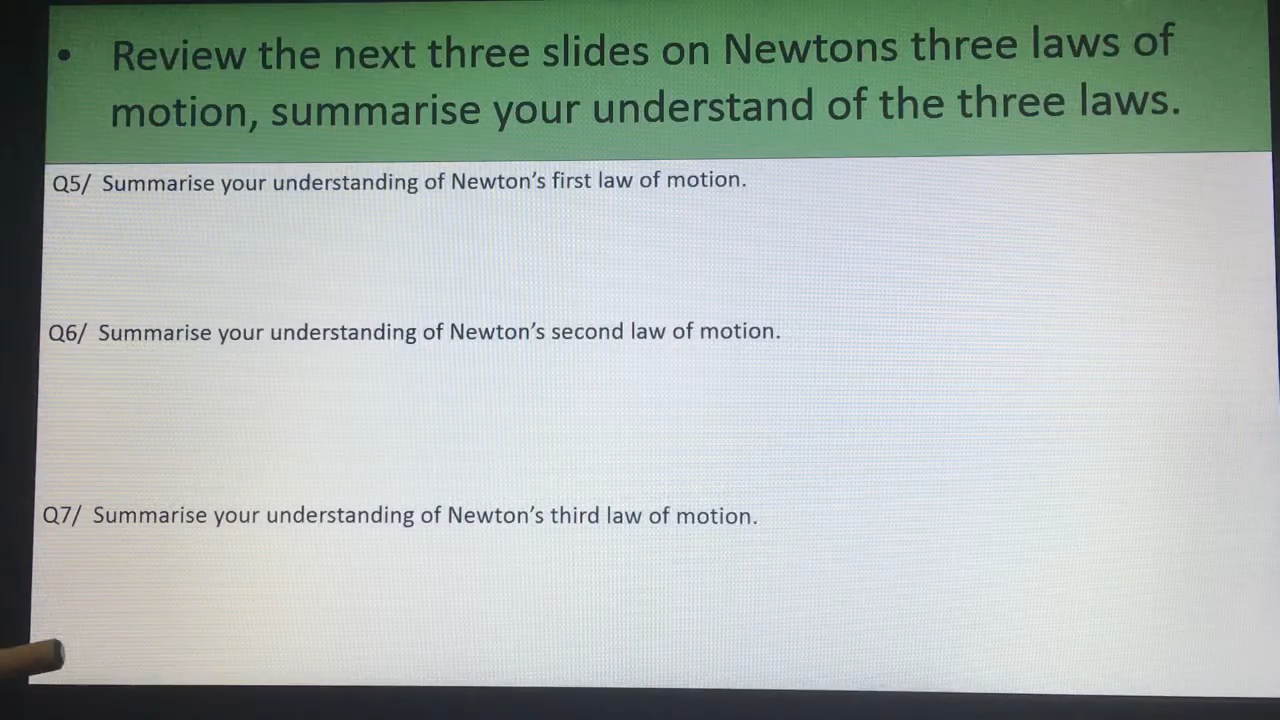 • Review the next three slides on Newtons three laws of
motion, summarise your understand of the three laws.
Q5/ Summarise your understanding of Newton's first law of motion.
Q6/ Summarise your understanding of Newton's second law of motion.
Q7/ Summarise your understanding of Newton's third law of motion.